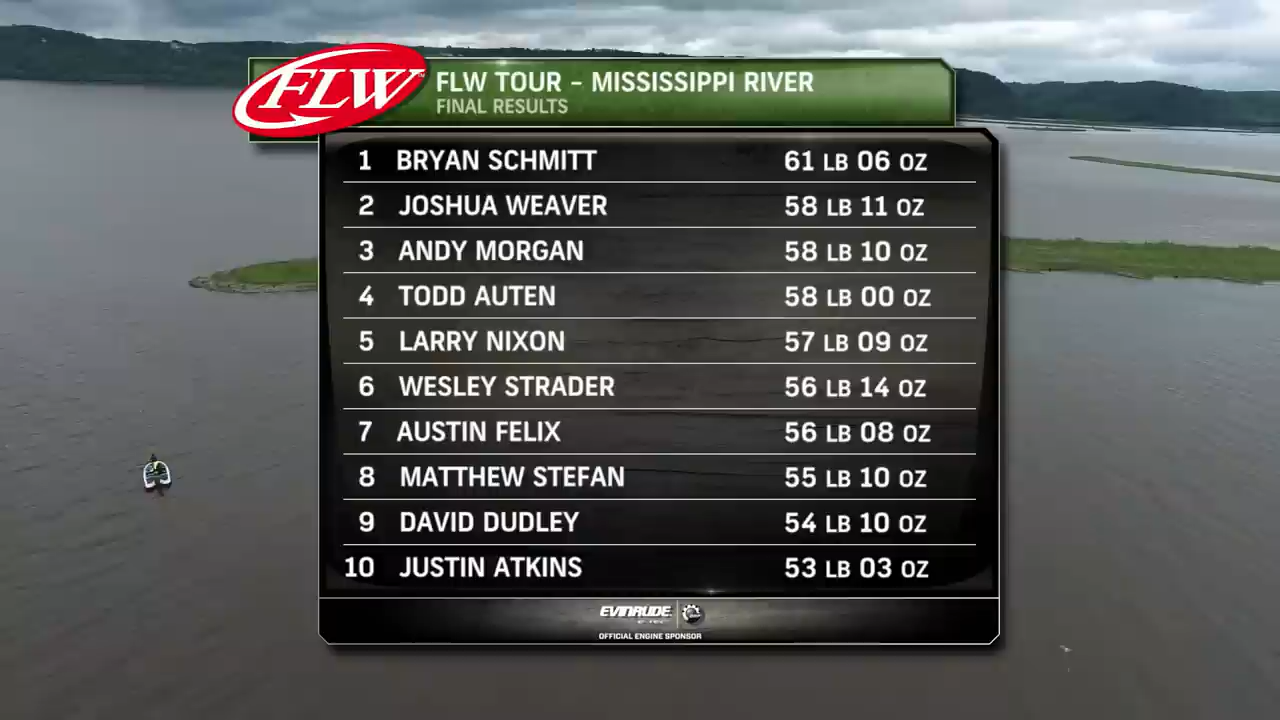 FLW
FLW TOUR - MISSISSIPPI RIVER
FINAL RESULTS
1 BRYAN SCHMITT 61 LB 06 OZ
2 JOSHUA WEAVER 58 LB 11 OZ
3 ANDY MORGAN 58 LB 10 OZ
4 TODD AUTEN 58 LB 00 OZ
5 LARRY NIXON 57 LB 09 OZ
6 WESLEY STRADER 56 LB 14 OZ
7 AUSTIN FELIX 56 LB 08 OZ
8 MATTHEW STEFAN 55 LB 10 OZ
9 DAVID DUDLEY 54 LB 10 OZ
10 JUSTIN ATKINS 53 LB 03 OZ
EVINRUDE
E-TEC
OFFICIAL ENGINE SPONSOR